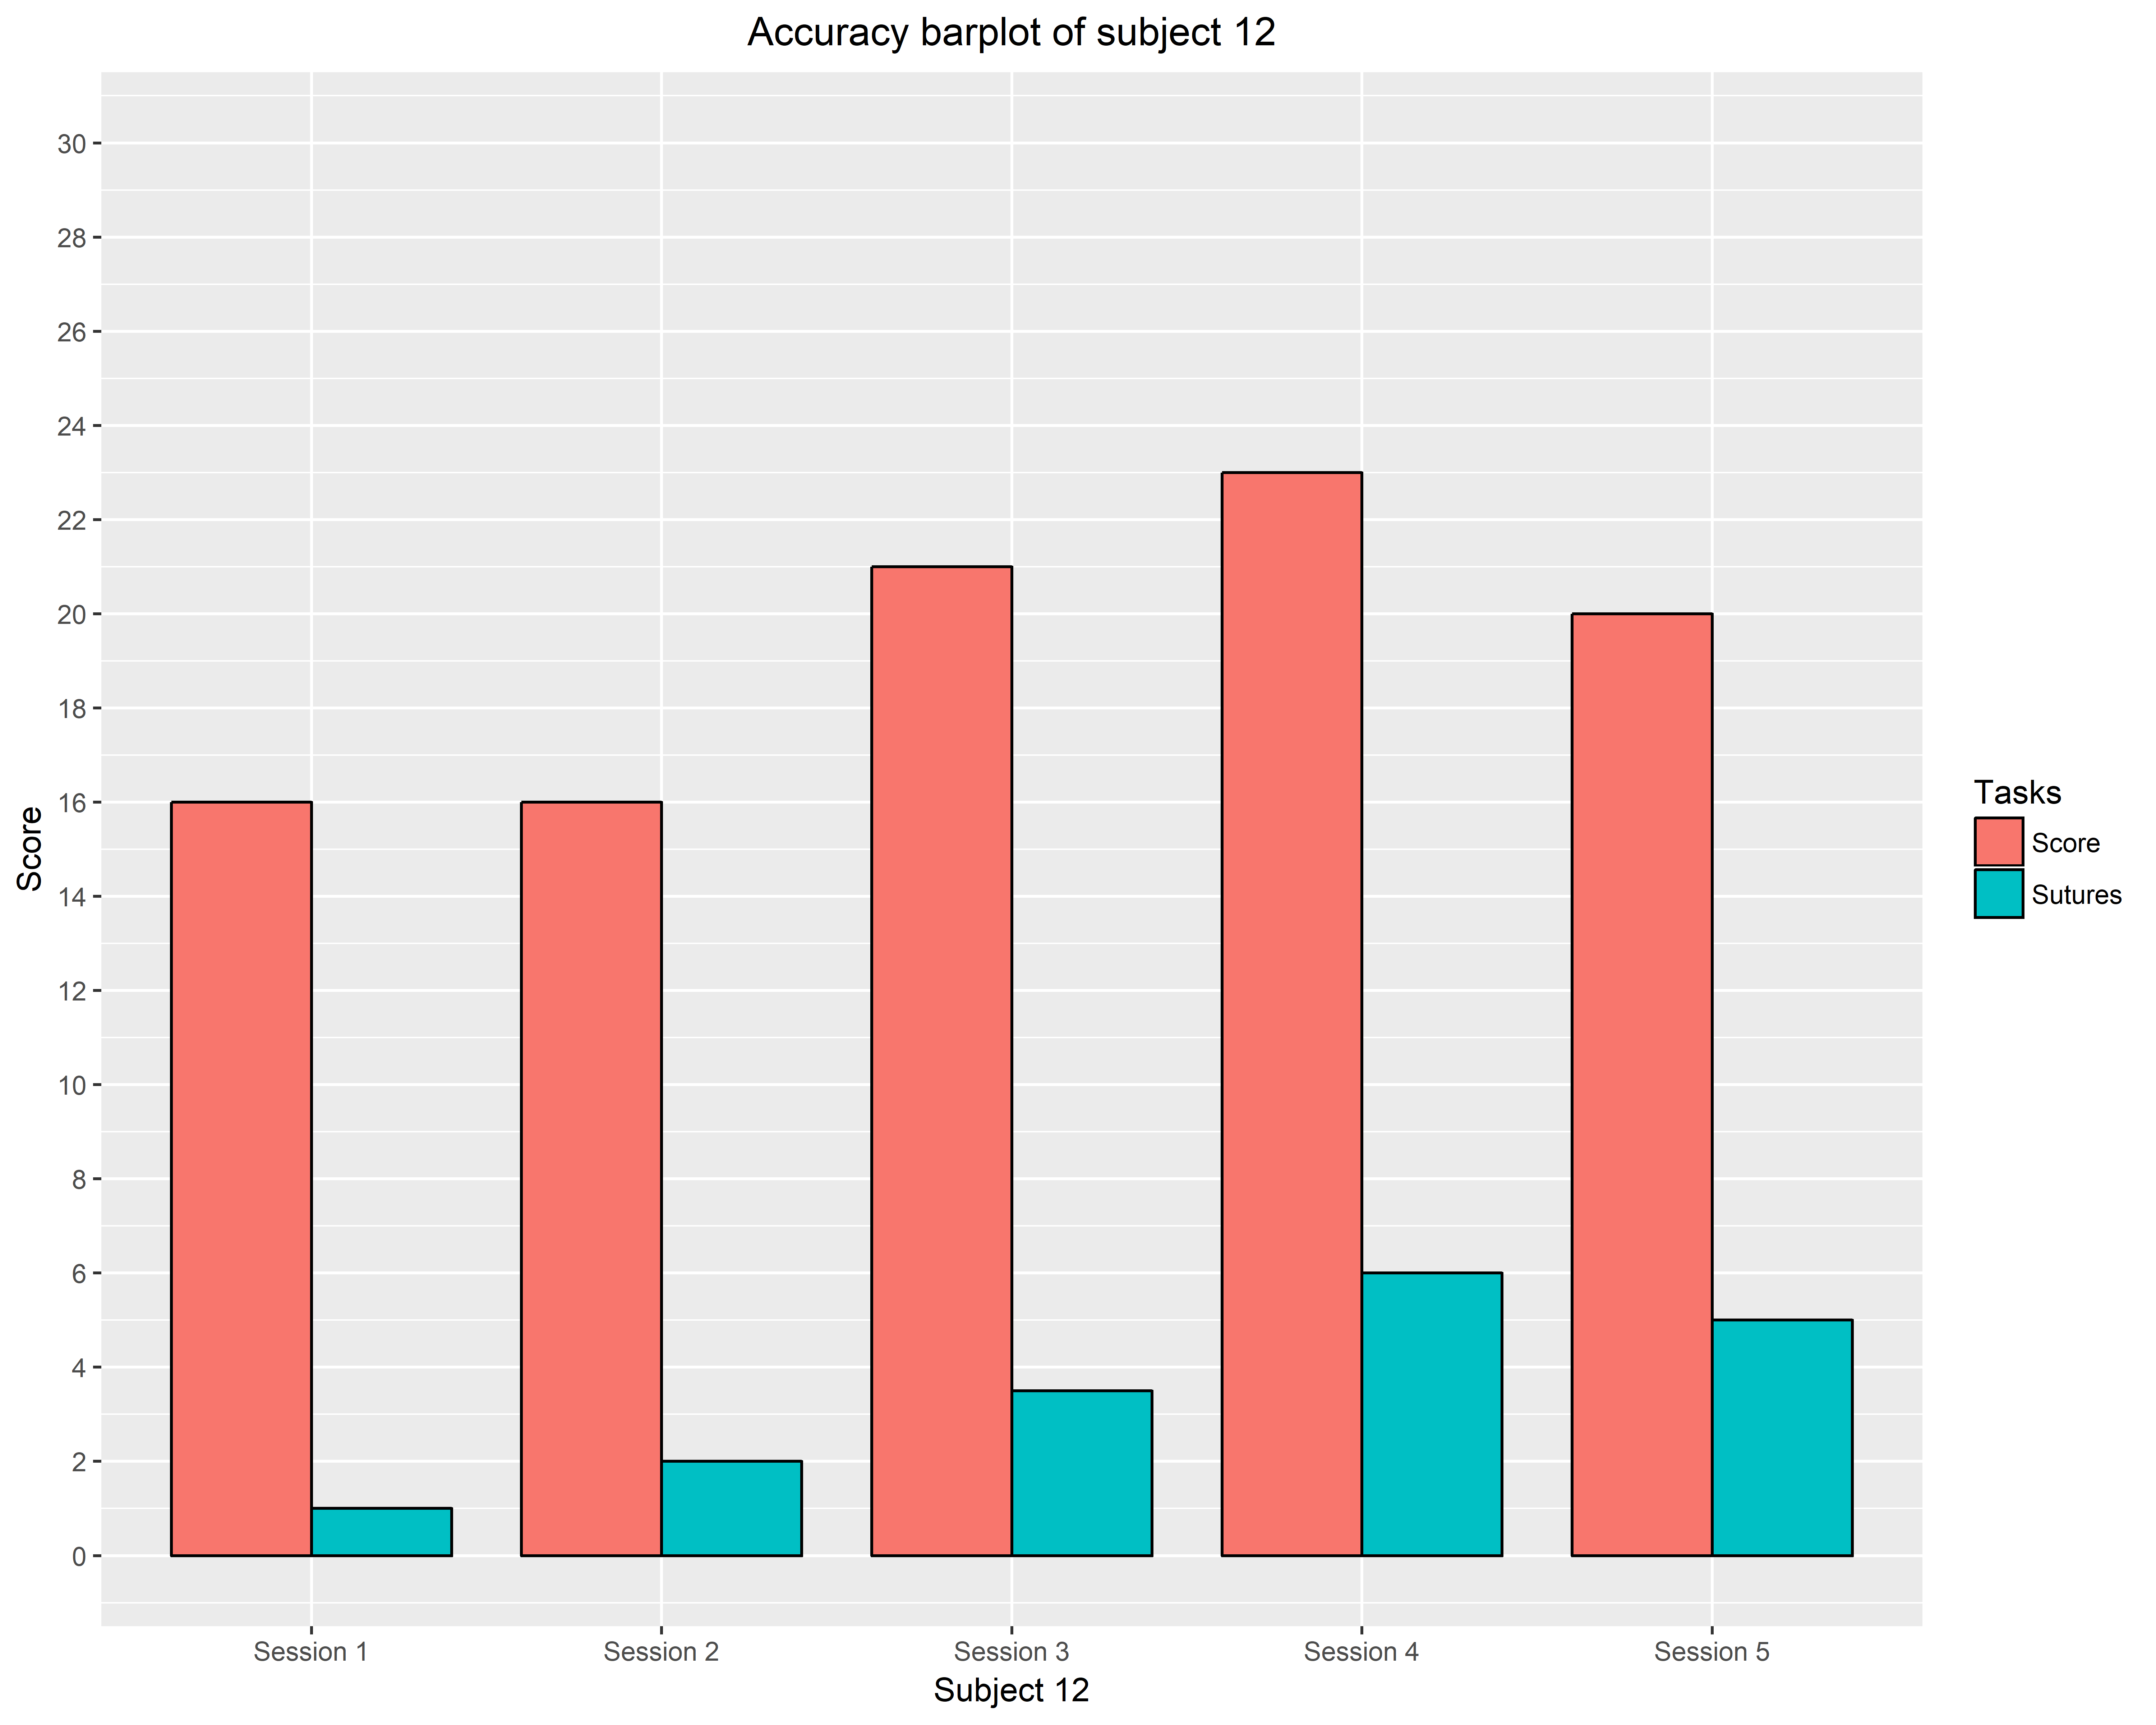 Accuracy barplot of subject 12
30
28
26
24
22
20
18
16
14
12
10
8
6
4
2
0
Score
Session 1
Session 2
Session 3
Session 4
Session 5
Subject 12
Tasks
Score
Sutures